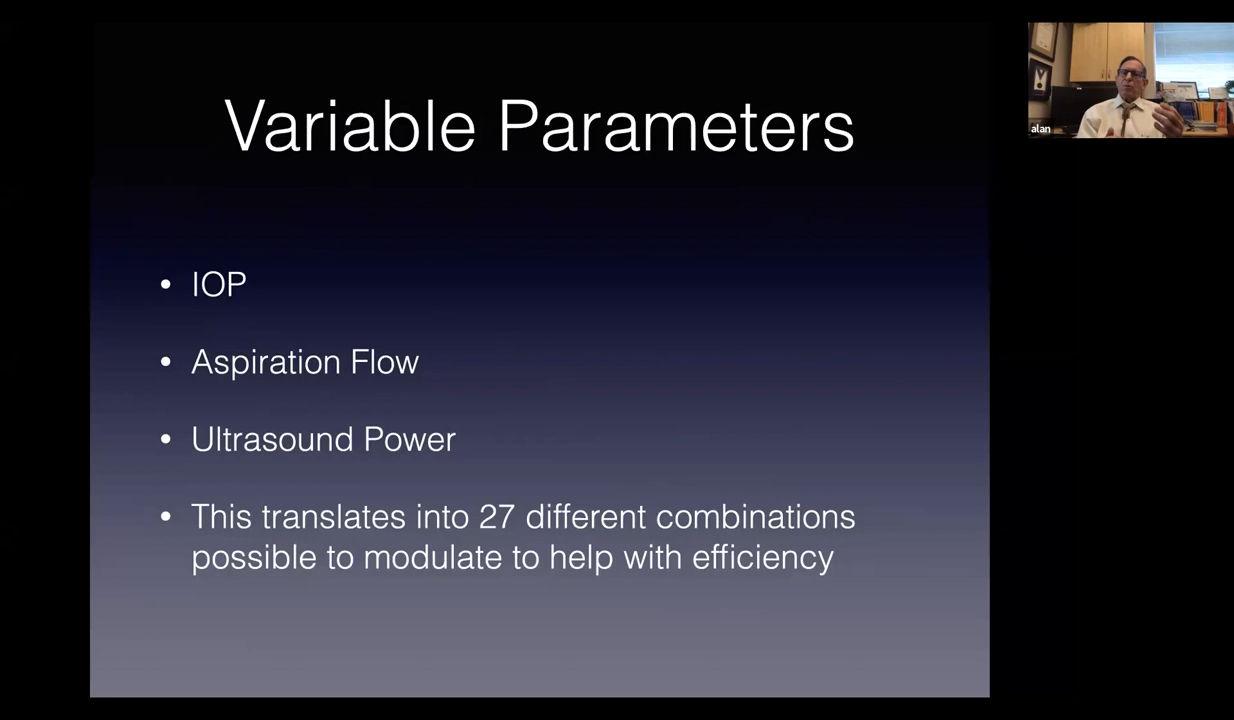 Variable Parameters
• IOP
• Aspiration Flow
• Ultrasound Power
• This translates into 27 different combinations
possible to modulate to help with efficiency
alan